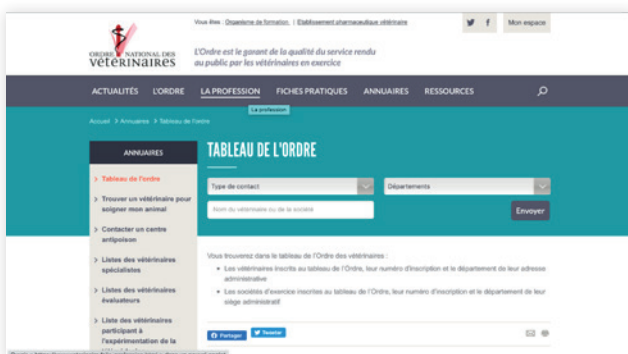 Vous êtes : Organisme de formation | Établissement pharmaceutique vétérinaire
Mon espace
ORDRE NATIONAL DES
VÉTÉRINAIRES
L'Ordre est le garant de la qualité du service rendu
au public par les vétérinaires en exercice
ACTUALITÉS L'ORDRE LA PROFESSION FICHES PRATIQUES ANNUAIRES RESSOURCES
La profession
Accueil > Annuaires > Tableau de l'ordre
ANNUAIRES
> Tableau de l'ordre
> Trouver un vétérinaire pour
soigner mon animal
> Contacter un centre
antipoison
> Listes des vétérinaires
spécialistes
> Listes des vétérinaires
évaluateurs
> Liste des vétérinaires
participant à
l'expérimentation de la
TABLEAU DE L'ORDRE
Type de contact
Départements
Nom du vétérinaire ou de la société
Envoyer
Vous trouverez dans le tableau de l'Ordre des vétérinaires :
• Les vétérinaires inscrits au tableau de l'Ordre, leur numéro d'inscription et le département de leur adresse
administrative
• Les sociétés d'exercice inscrites au tableau de l'Ordre, leur numéro d'inscription et le département de leur
siège administratif
Partager
Tweeter